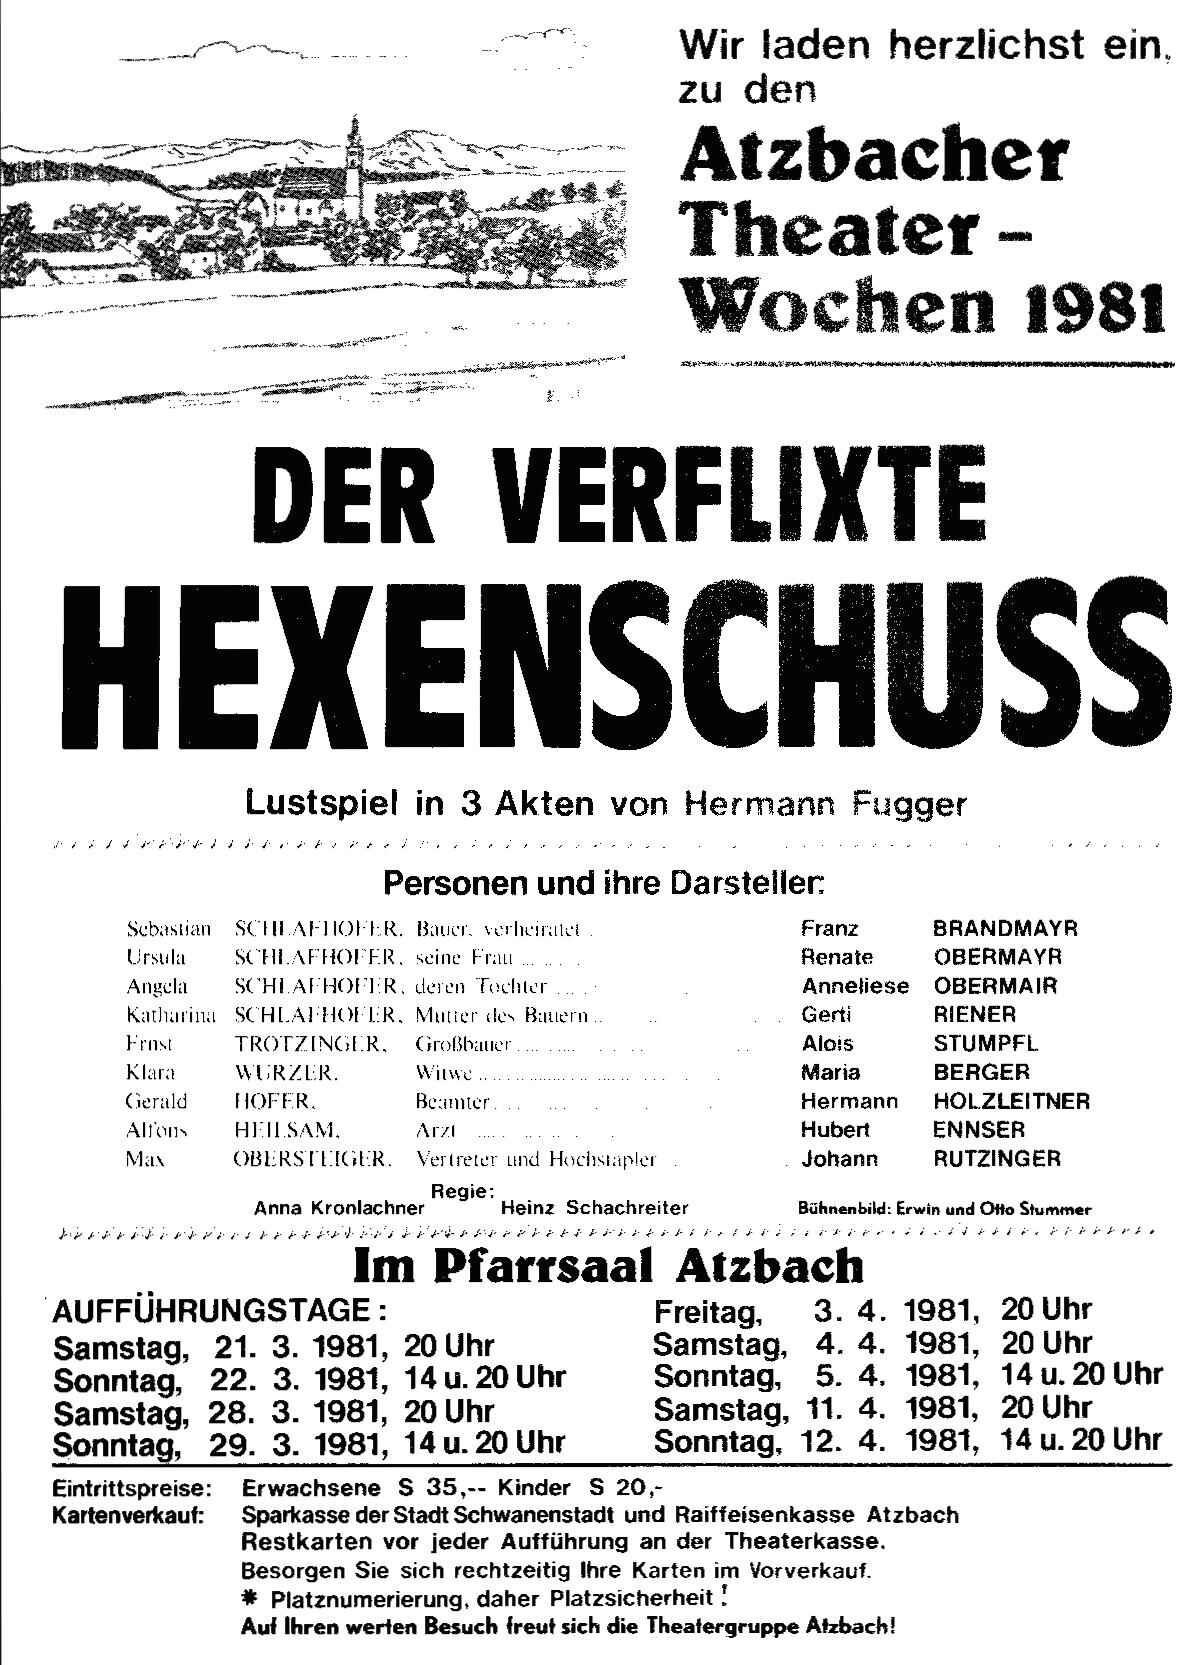 Wir laden herzlichst ein,
zu den
Atzbacher
Theater –
Wochen 1981
DER VERFLIXTE
HEXENSCHUSS
Lustspiel in 3 Akten von Hermann Fugger
Personen und ihre Darsteller:
Sebastian SCHLAFHOFER, Bauer, verheiratet . Franz BRANDMAYR
Ursula SCHLAFHOFER, seine Frau ... . . Renate OBERMAYR
Angela SCHLAFHOFER, deren Tochter ... . Anneliese OBERMAIR
Katharina SCHLAFHOFER, Mutter des Bauern .. Gerti RIENER
Ernst TROTZINGER, Großbauer .... Alois STUMPFL
Klara WURZER, Witwe .... Maria BERGER
Gerald HOFER, Beamter . . . Hermann HOLZLEITNER
Alfons HEILSAM, Arzt .... Hubert ENNSER
Max OBERSTEIGER, Vertreter und Hochstapler . Johann RUTZINGER
Regie:
Anna Kronlachner Heinz Schachreiter Bühnenbild: Erwin und Otto Stummer
Im Pfarrsaal Atzbach
AUFFÜHRUNGSTAGE:
Samstag, 21. 3. 1981, 20 Uhr
Sonntag, 22. 3. 1981, 14 u. 20 Uhr
Samstag, 28. 3. 1981, 20 Uhr
Sonntag, 29. 3. 1981, 14 u. 20 Uhr
Freitag, 3. 4. 1981, 20 Uhr
Samstag, 4. 4. 1981, 20 Uhr
Sonntag, 5. 4. 1981, 14 u. 20 Uhr
Samstag, 11. 4. 1981, 20 Uhr
Sonntag, 12. 4. 1981, 14 u. 20 Uhr
Eintrittspreise: Erwachsene S 35,-- Kinder S 20,-
Kartenverkauf: Sparkasse der Stadt Schwanenstadt und Raiffeisenkasse Atzbach
Restkarten vor jeder Aufführung an der Theaterkasse.
Besorgen Sie sich rechtzeitig Ihre Karten im Vorverkauf.
* Platznumerierung, daher Platzsicherheit!
Auf Ihren werten Besuch freut sich die Theatergruppe Atzbach!